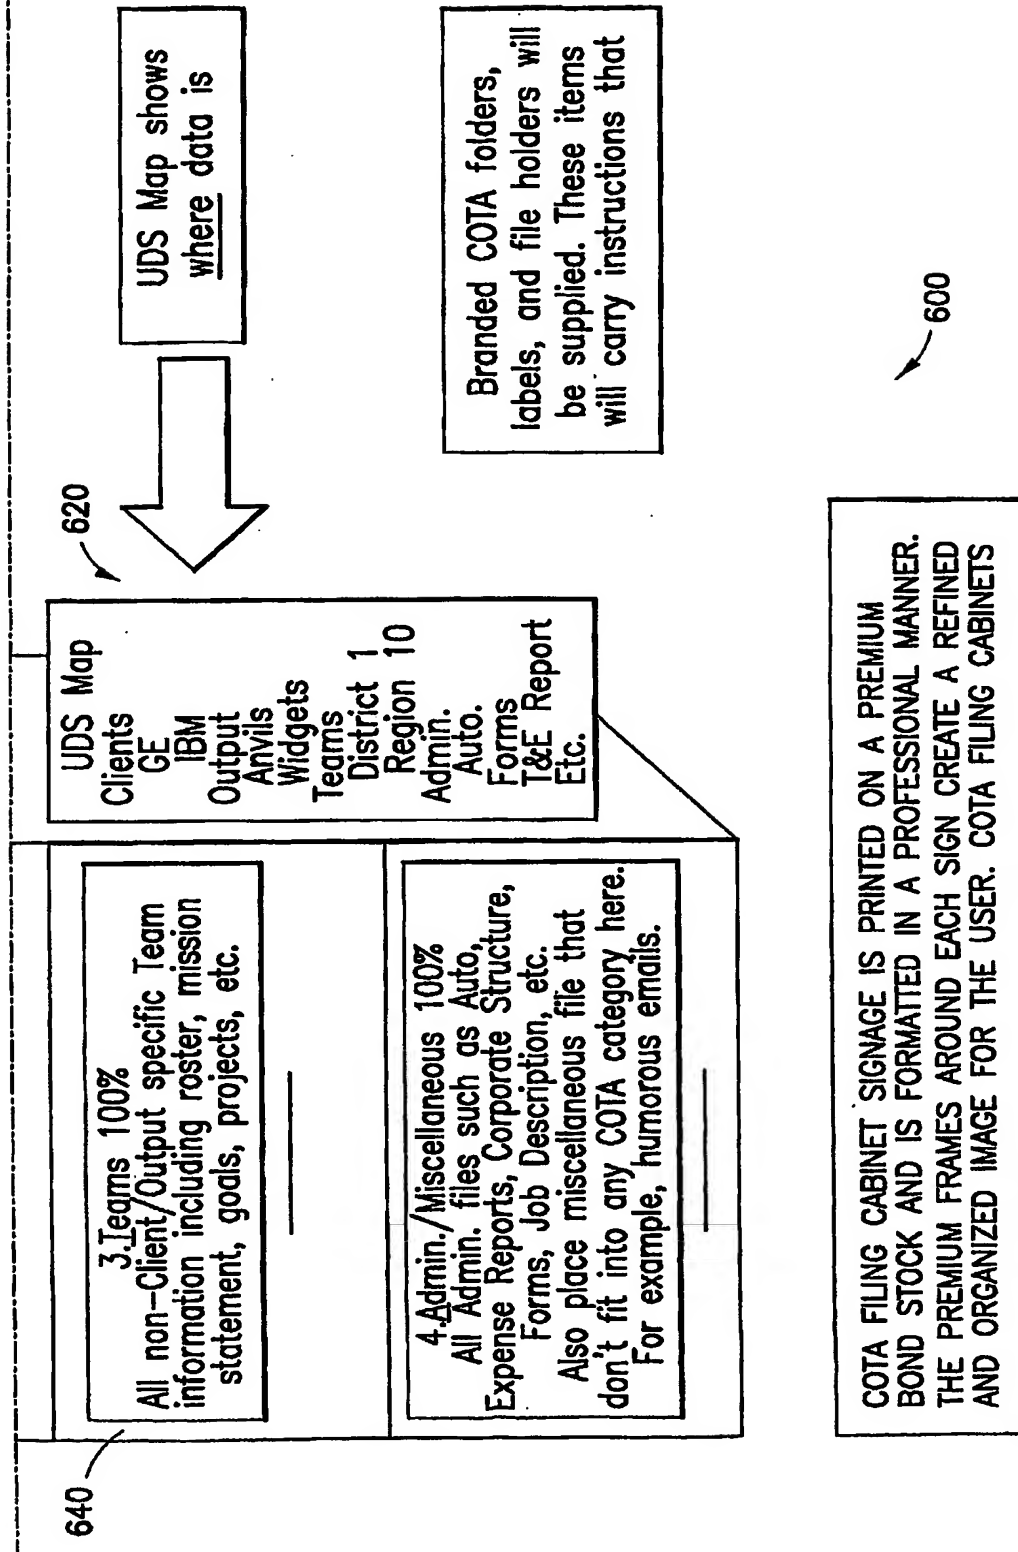 640
3.Teams 100%
All non-Client/Output specific Team
information including roster, mission
statement, goals, projects, etc.
4.Admin./Miscellaneous 100%
All Admin. files such as Auto,
Expense Reports, Corporate Structure,
Forms, Job Description, etc.
Also place miscellaneous file that
don't fit into any COTA category here.
For example, humorous emails.
620
UDS Map
Clients
GE
IBM
Output
Anvils
Widgets
Teams
District 1
Region 10
Admin.
Auto.
Forms
T&E Report
Etc.
UDS Map shows
where data is
Branded COTA folders,
labels, and file holders will
be supplied. These items
will carry instructions that
600
COTA FILING CABINET SIGNAGE IS PRINTED ON A PREMIUM
BOND STOCK AND IS FORMATTED IN A PROFESSIONAL MANNER.
THE PREMIUM FRAMES AROUND EACH SIGN CREATE A REFINED
AND ORGANIZED IMAGE FOR THE USER. COTA FILING CABINETS